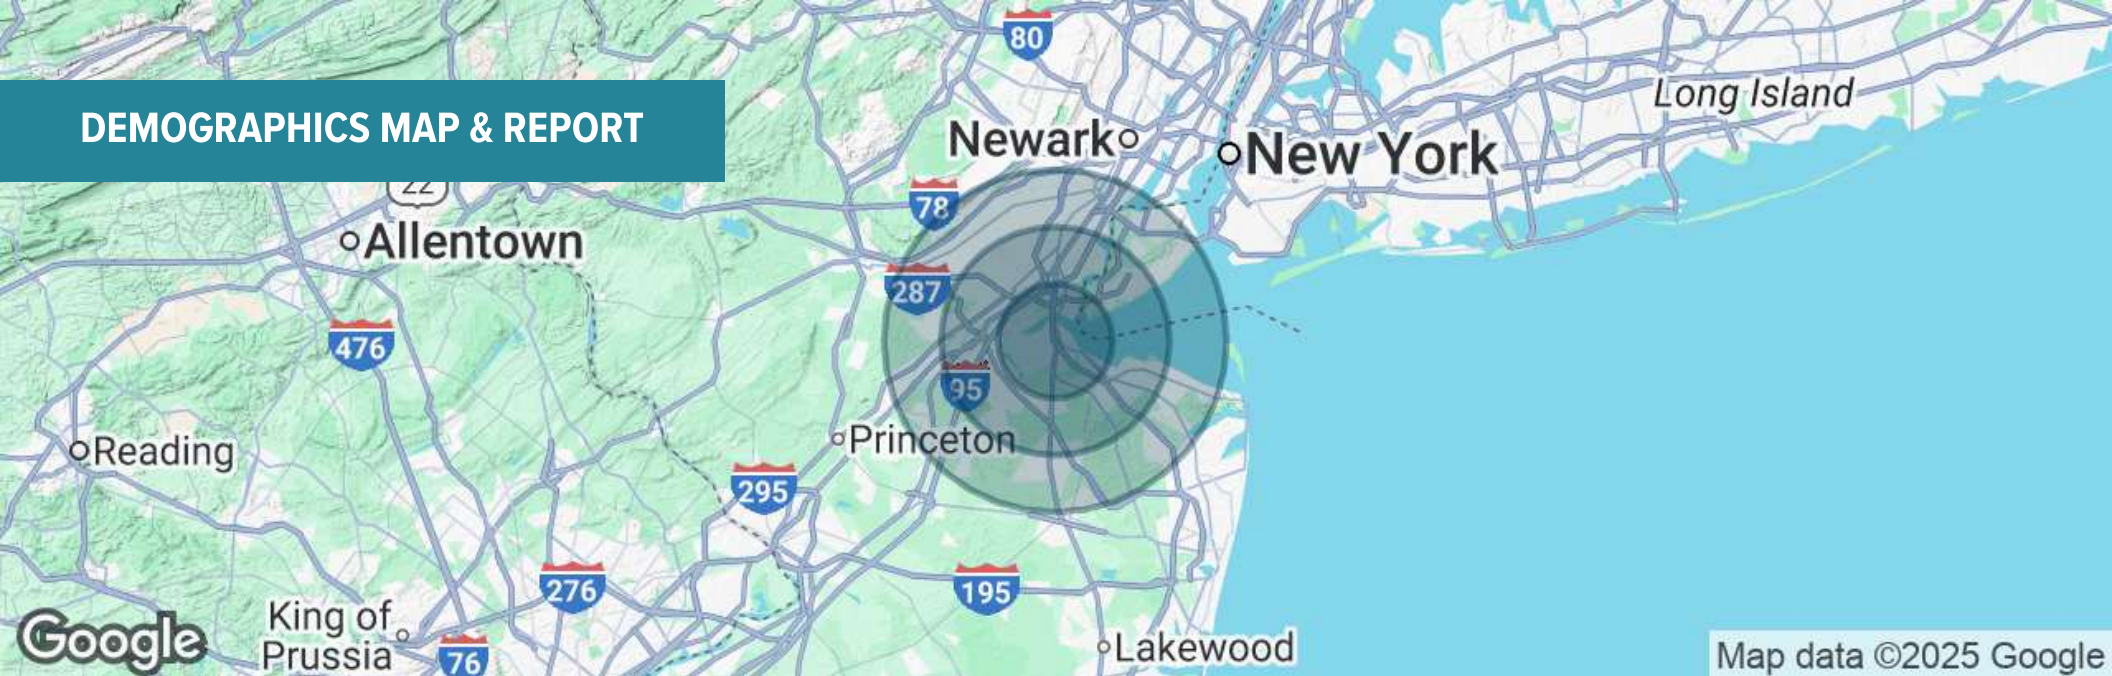 80
Long Island
DEMOGRAPHICS MAP & REPORT
Newark
New York
22
78
Allentown
287
476
95
Princeton
Reading
295
276
195
King of
Prussia
Google
76
Lakewood
Map data ©2025 Google